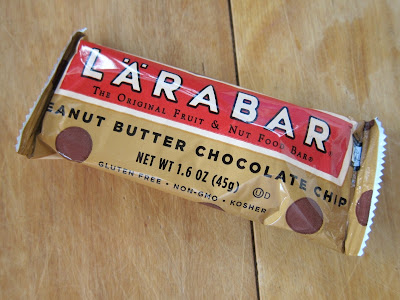 LÄRABAR
THE ORIGINAL FRUIT & NUT FOOD BAR®
EANUT BUTTER CHOCOLATE CHIP
NET WT 1.6 OZ (45g) UD
GLUTEN FREE • NON-GMO • KOSHER